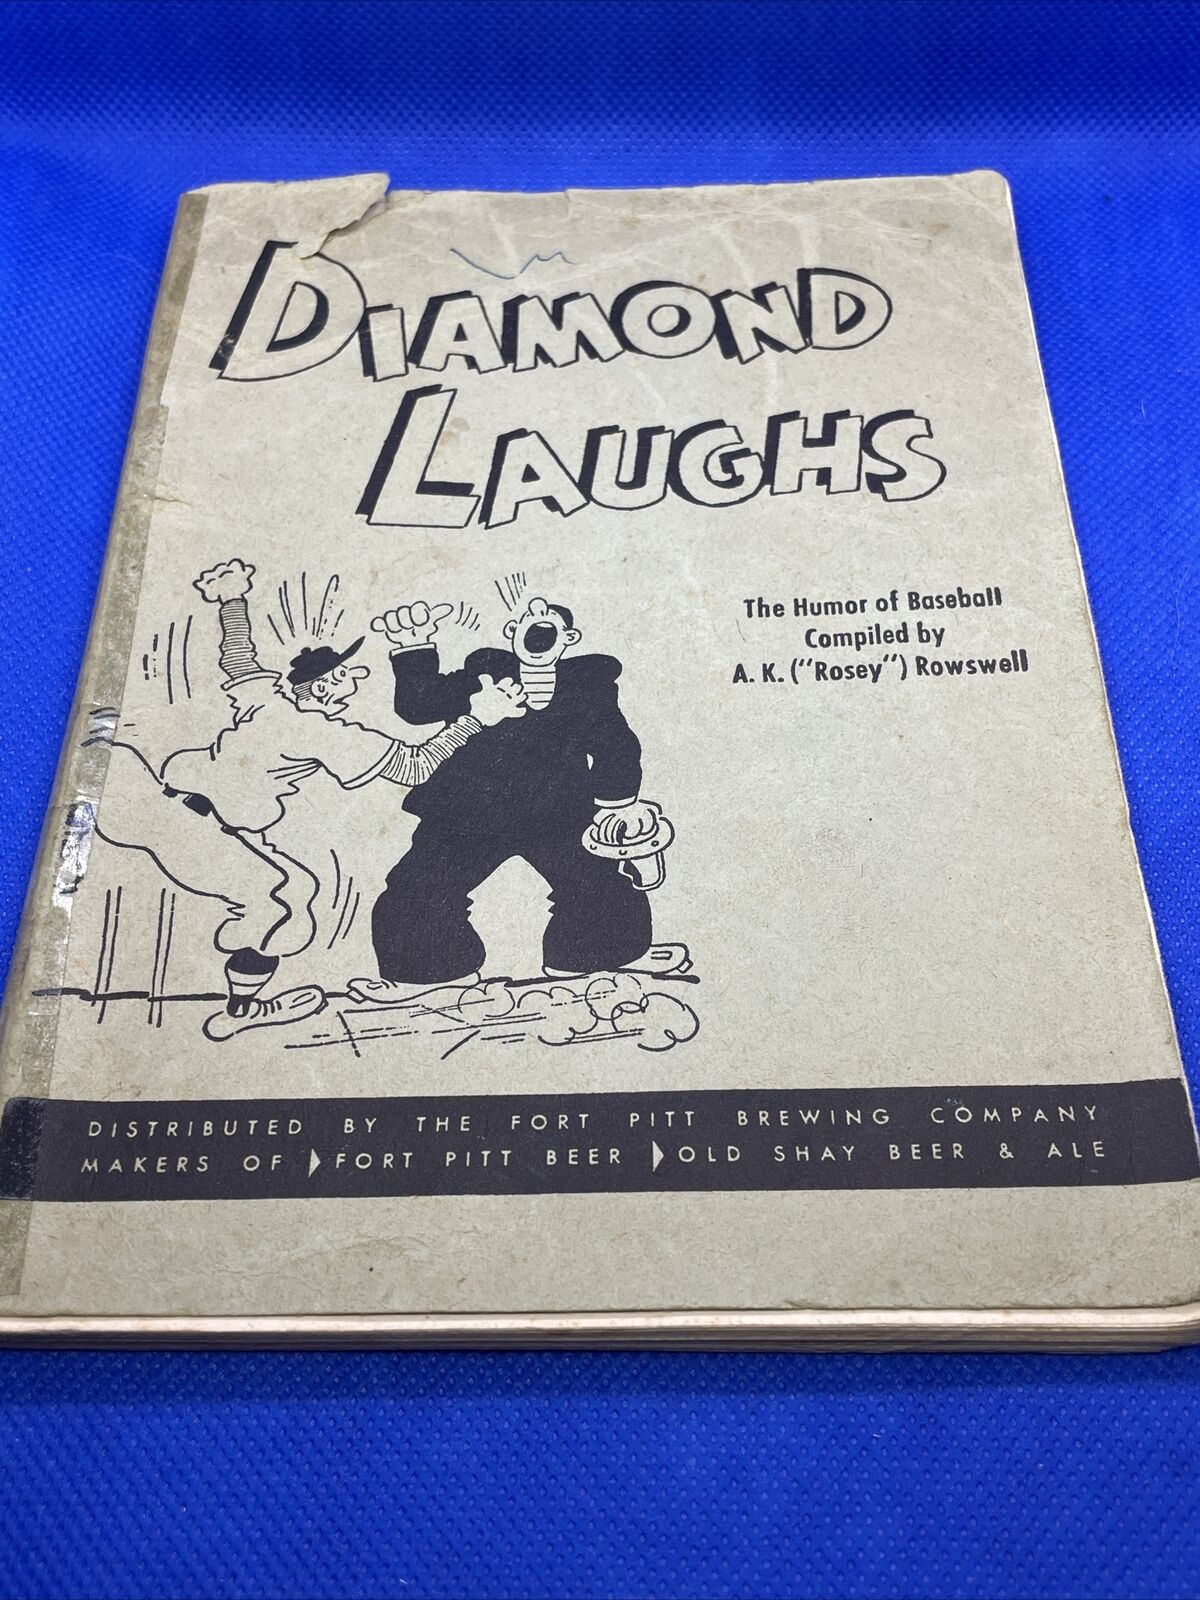 DIAMOND
LAUGHS
The Humor of Baseball
Compiled by
A. K. ("Rosey") Rowswell
DISTRIBUTED BY THE FORT PITT BREWING COMPANY
MAKERS OF FORT PITT BEER OLD SHAY BEER & ALE